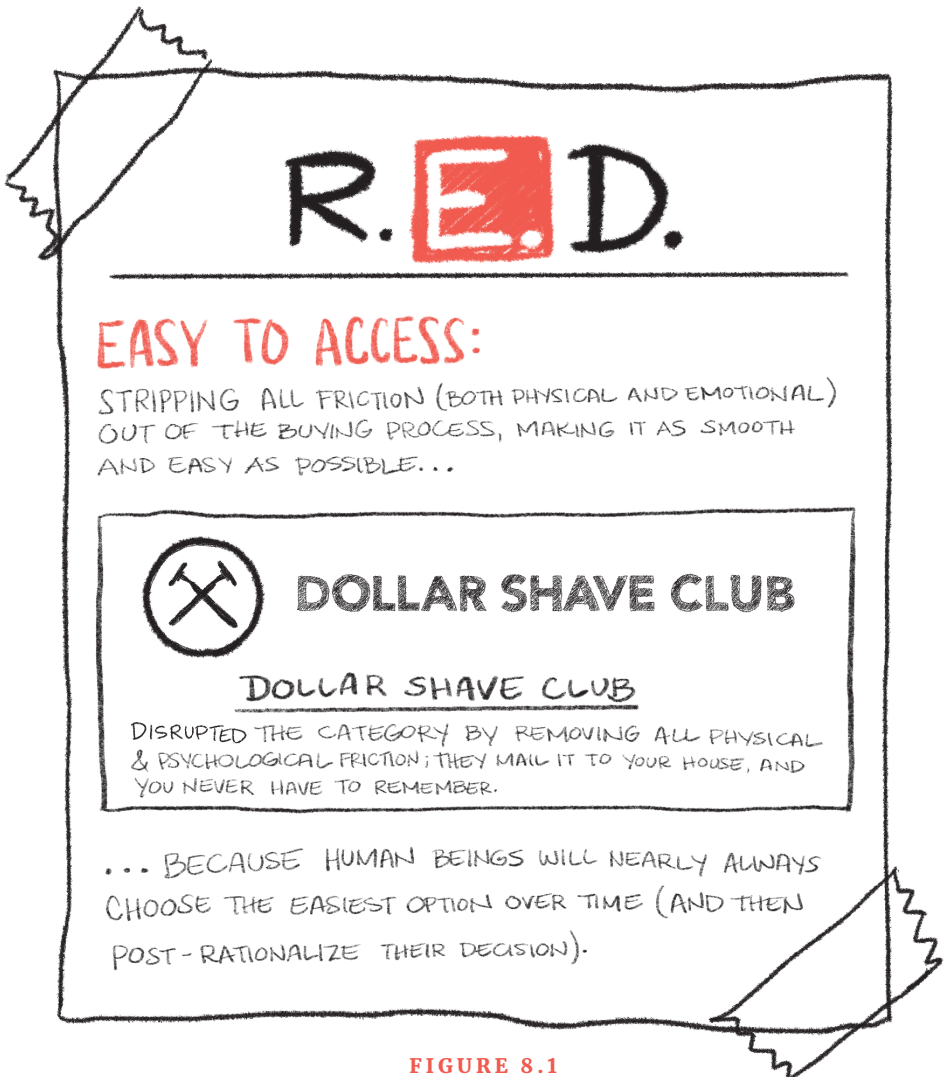 R.E.D.
EASY TO ACCESS:
STRIPPING ALL FRICTION (BOTH PHYSICAL AND EMOTIONAL)
OUT OF THE BUYING PROCESS, MAKING IT AS SMOOTH
AND EASY AS POSSIBLE...
DOLLAR SHAVE CLUB
DOLLAR SHAVE CLUB
DISRUPTED THE CATEGORY BY REMOVING ALL PHYSICAL
& PSYCHOLOGICAL FRICTION; THEY MAIL IT TO YOUR HOUSE, AND
YOU NEVER HAVE TO REMEMBER.
... BECAUSE HUMAN BEINGS WILL NEARLY ALWAYS
CHOOSE THE EASIEST OPTION OVER TIME (AND THEN
POST-RATIONALIZE THEIR DECISION).
FIGURE 8.1